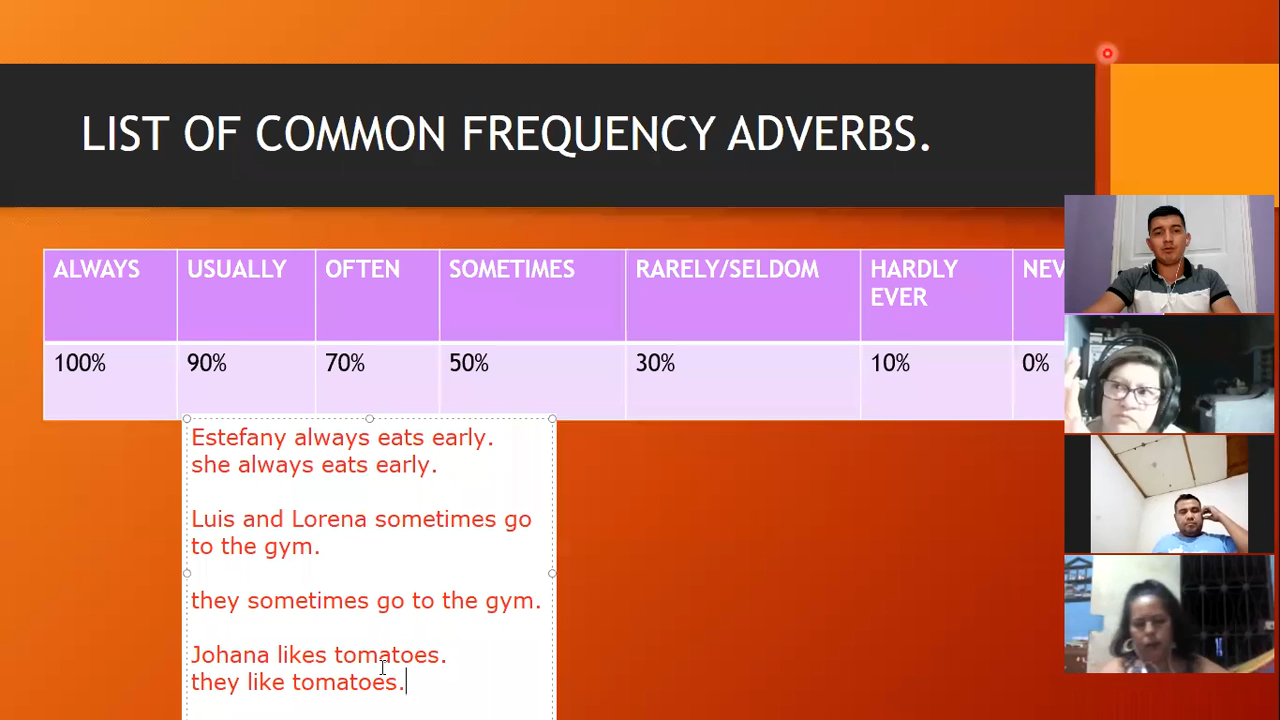 LIST OF COMMON FREQUENCY ADVERBS.
ALWAYS USUALLY OFTEN SOMETIMES RARELY/SELDOM HARDLY EVER NEV
100% 90% 70% 50% 30% 10% 0%
Estefany always eats early.
she always eats early.
Luis and Lorena sometimes go
to the gym.
they sometimes go to the gym.
Johana likes tomatoes.
they like tomatoes.